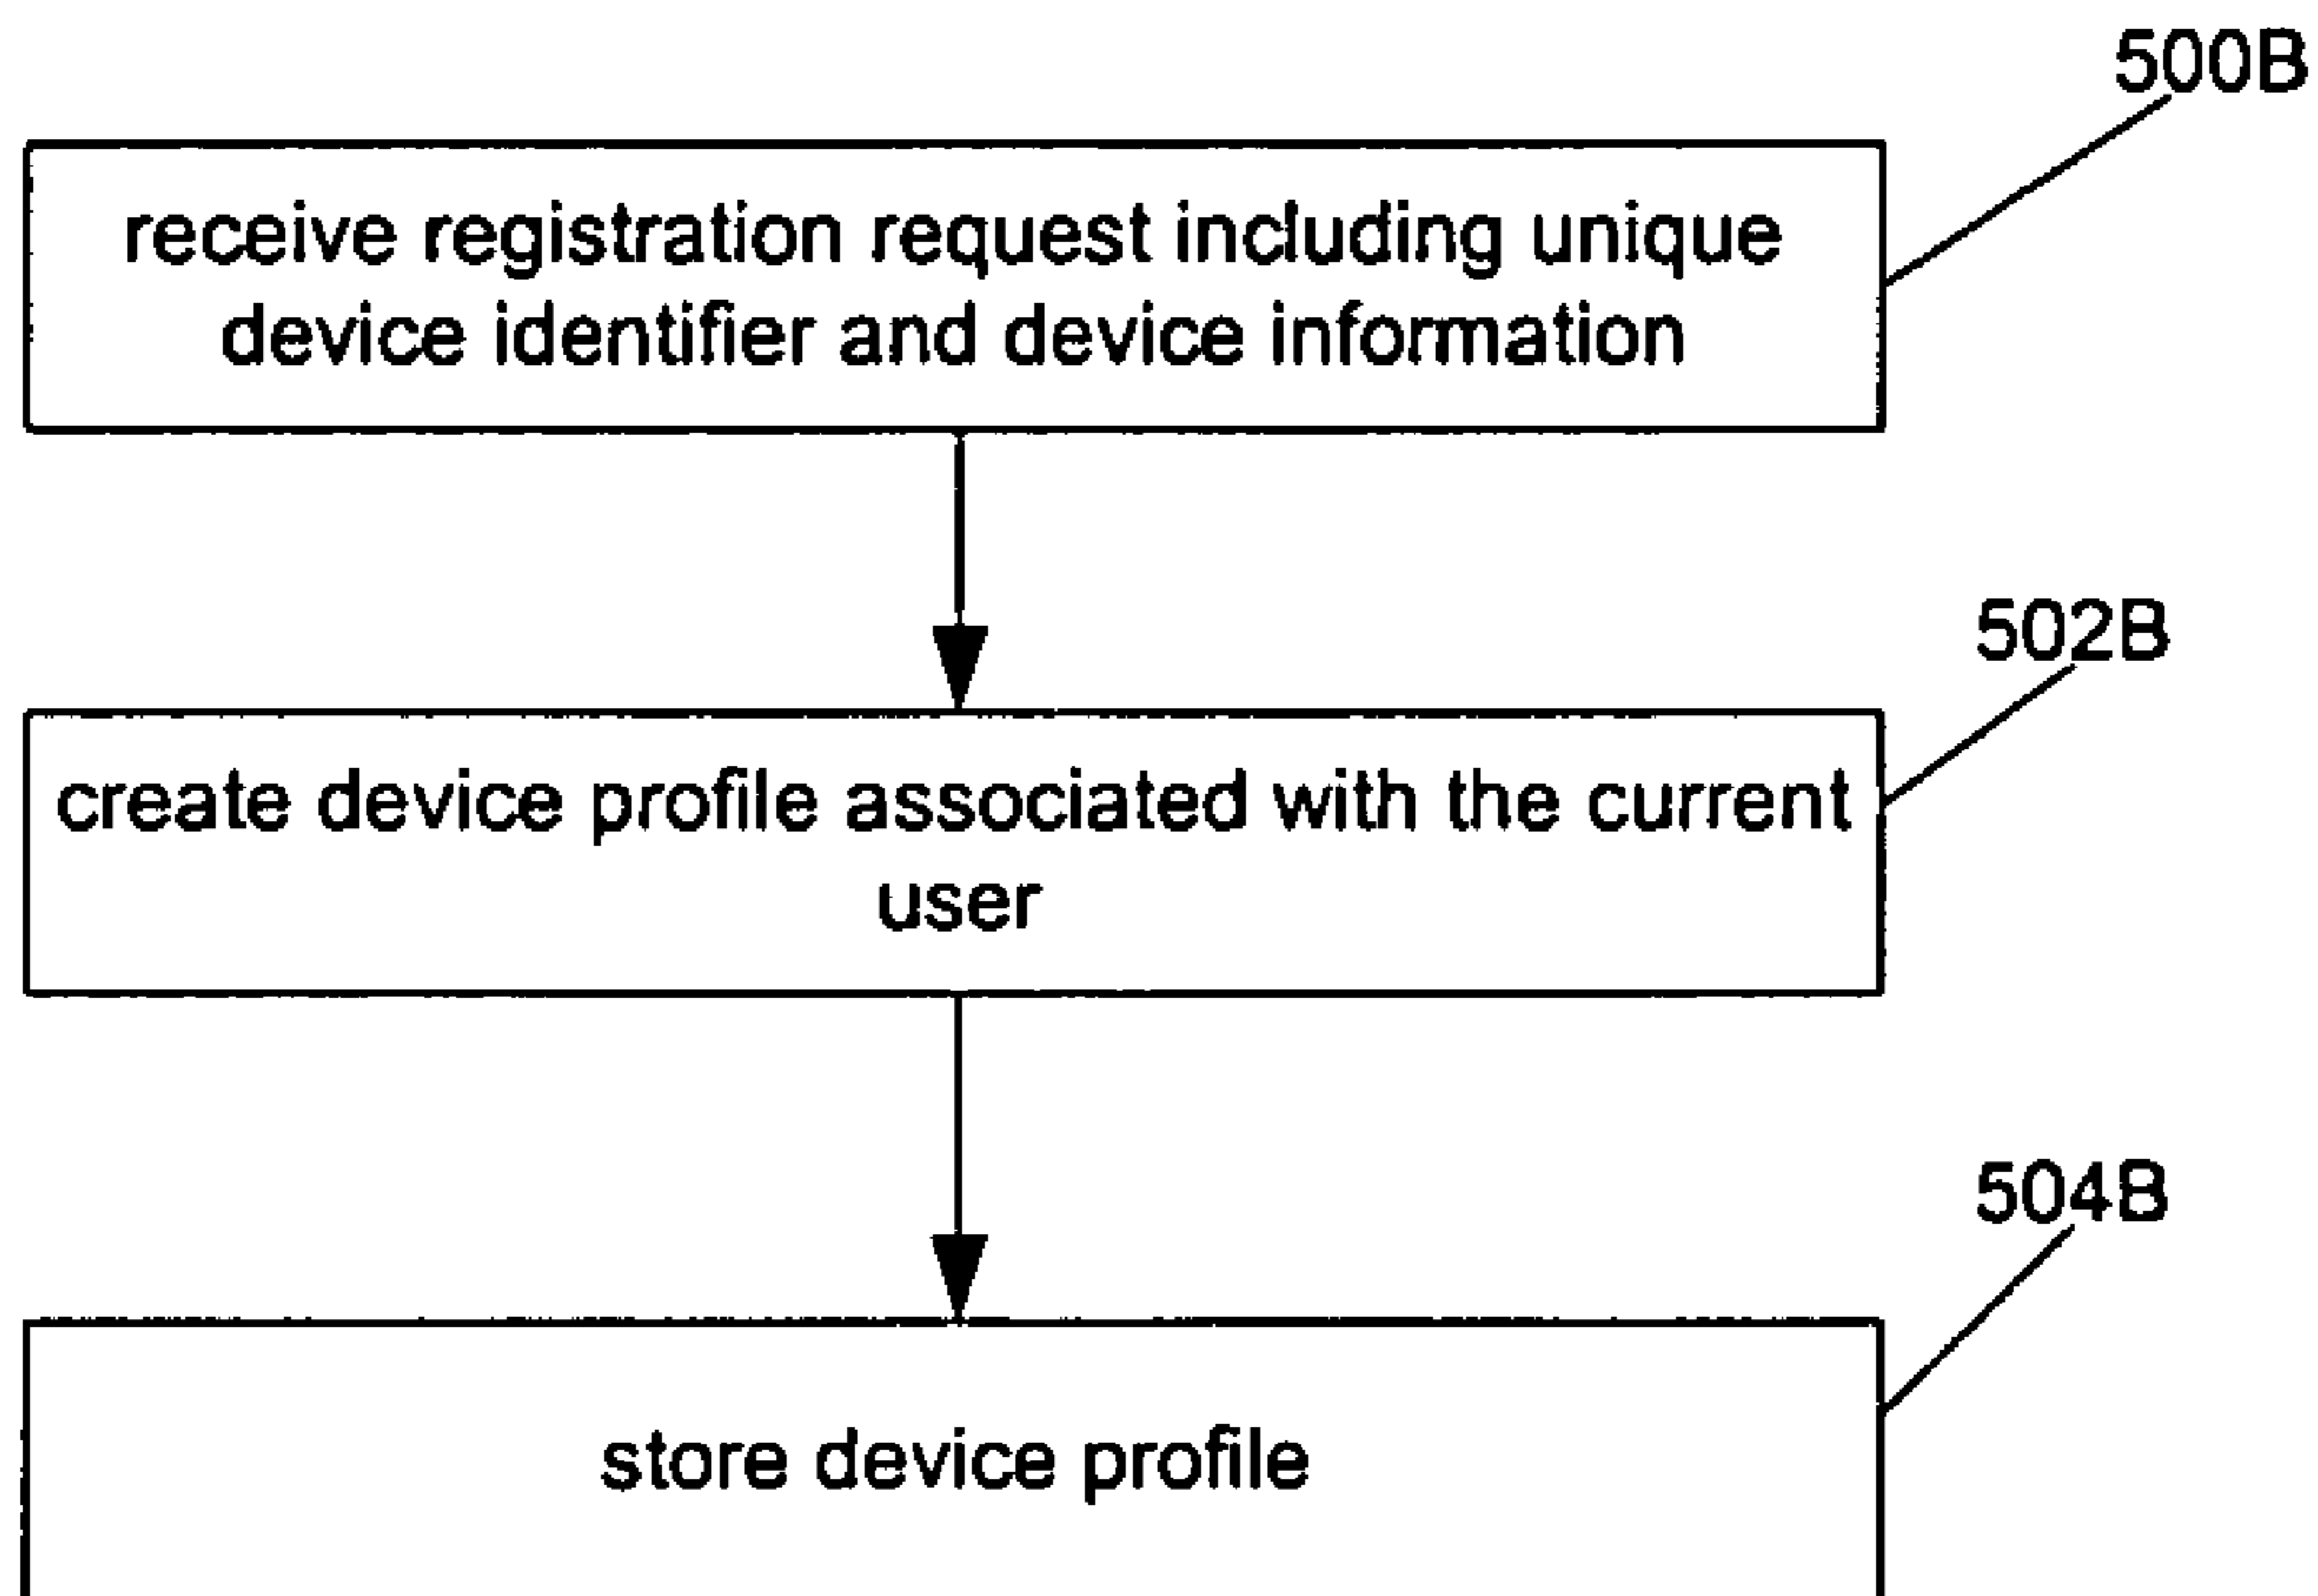 500B
receive registration request including unique
device identifier and device information
502B
create device profile associated with the current
user
504B
store device profile